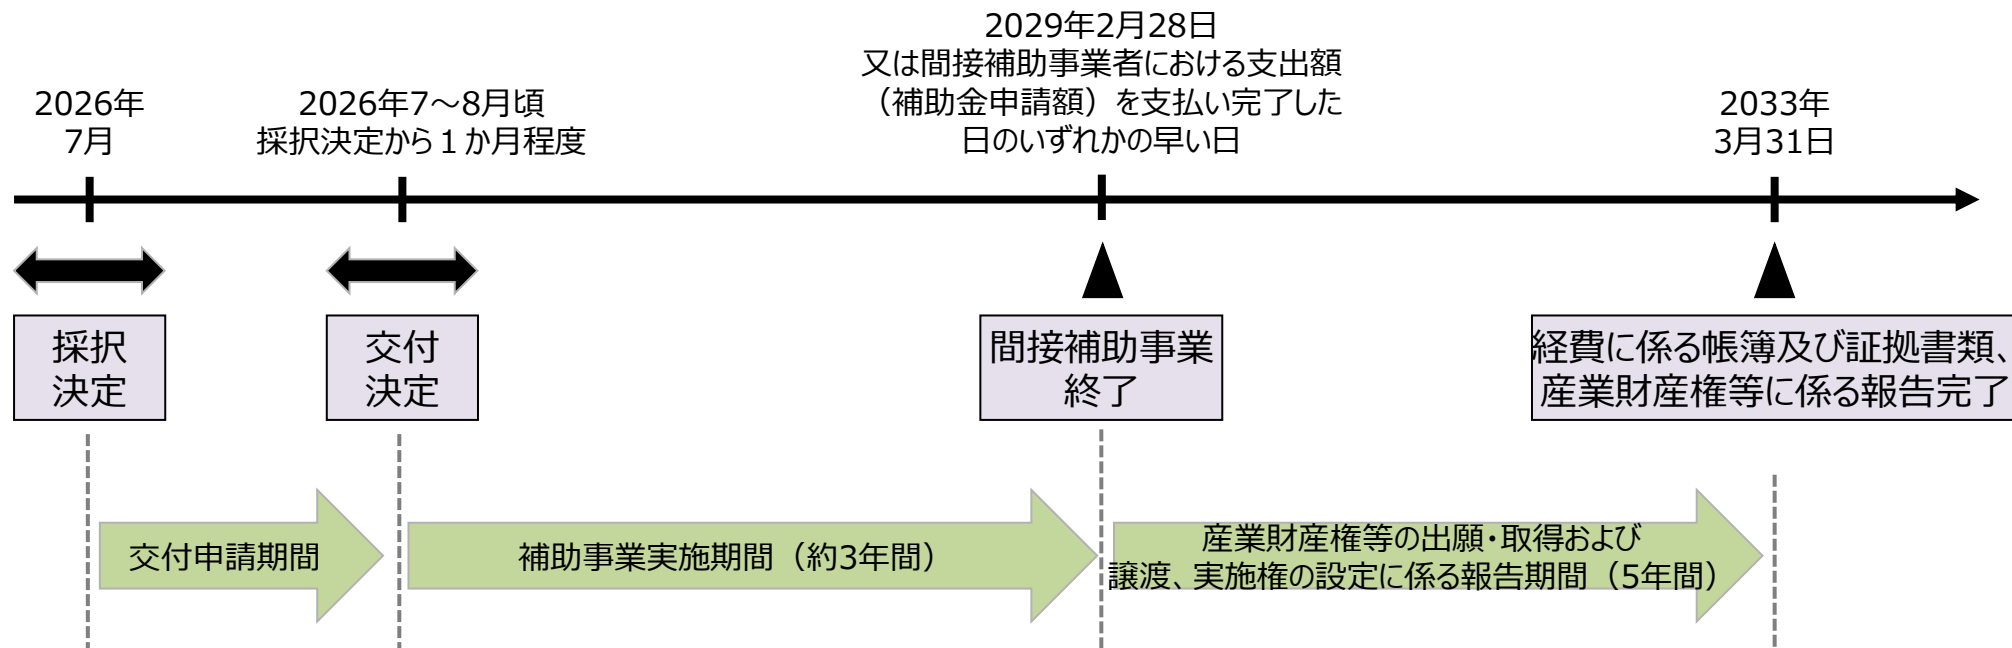 2026年
7月
2026年7～8月頃
採択決定から１か月程度
2029年2月28日
又は間接補助事業者における支出額
（補助金申請額）を支払い完了した
日のいずれかの早い日
2033年
3月31日
採択
決定
交付
決定
間接補助事業
終了
経費に係る帳簿及び証拠書類、
産業財産権等に係る報告完了
交付申請期間
補助事業実施期間（約3年間）
産業財産権等の出願・取得および
譲渡、実施権の設定に係る報告期間（5年間）